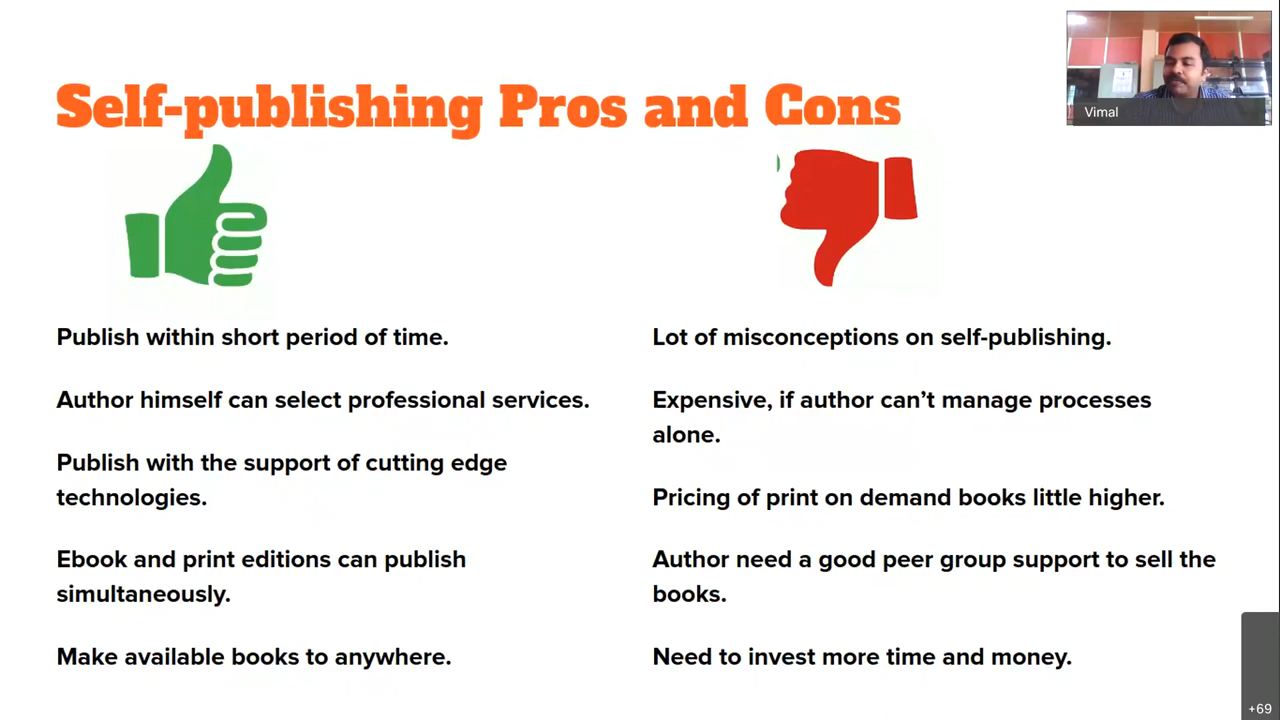 Self-publishing Pros and Cons
Vimal
Publish within short period of time.
Author himself can select professional services.
Publish with the support of cutting edge
technologies.
Ebook and print editions can publish
simultaneously.
Make available books to anywhere.
Lot of misconceptions on self-publishing.
Expensive, if author can’t manage processes
alone.
Pricing of print on demand books little higher.
Author need a good peer group support to sell the
books.
Need to invest more time and money.
+69